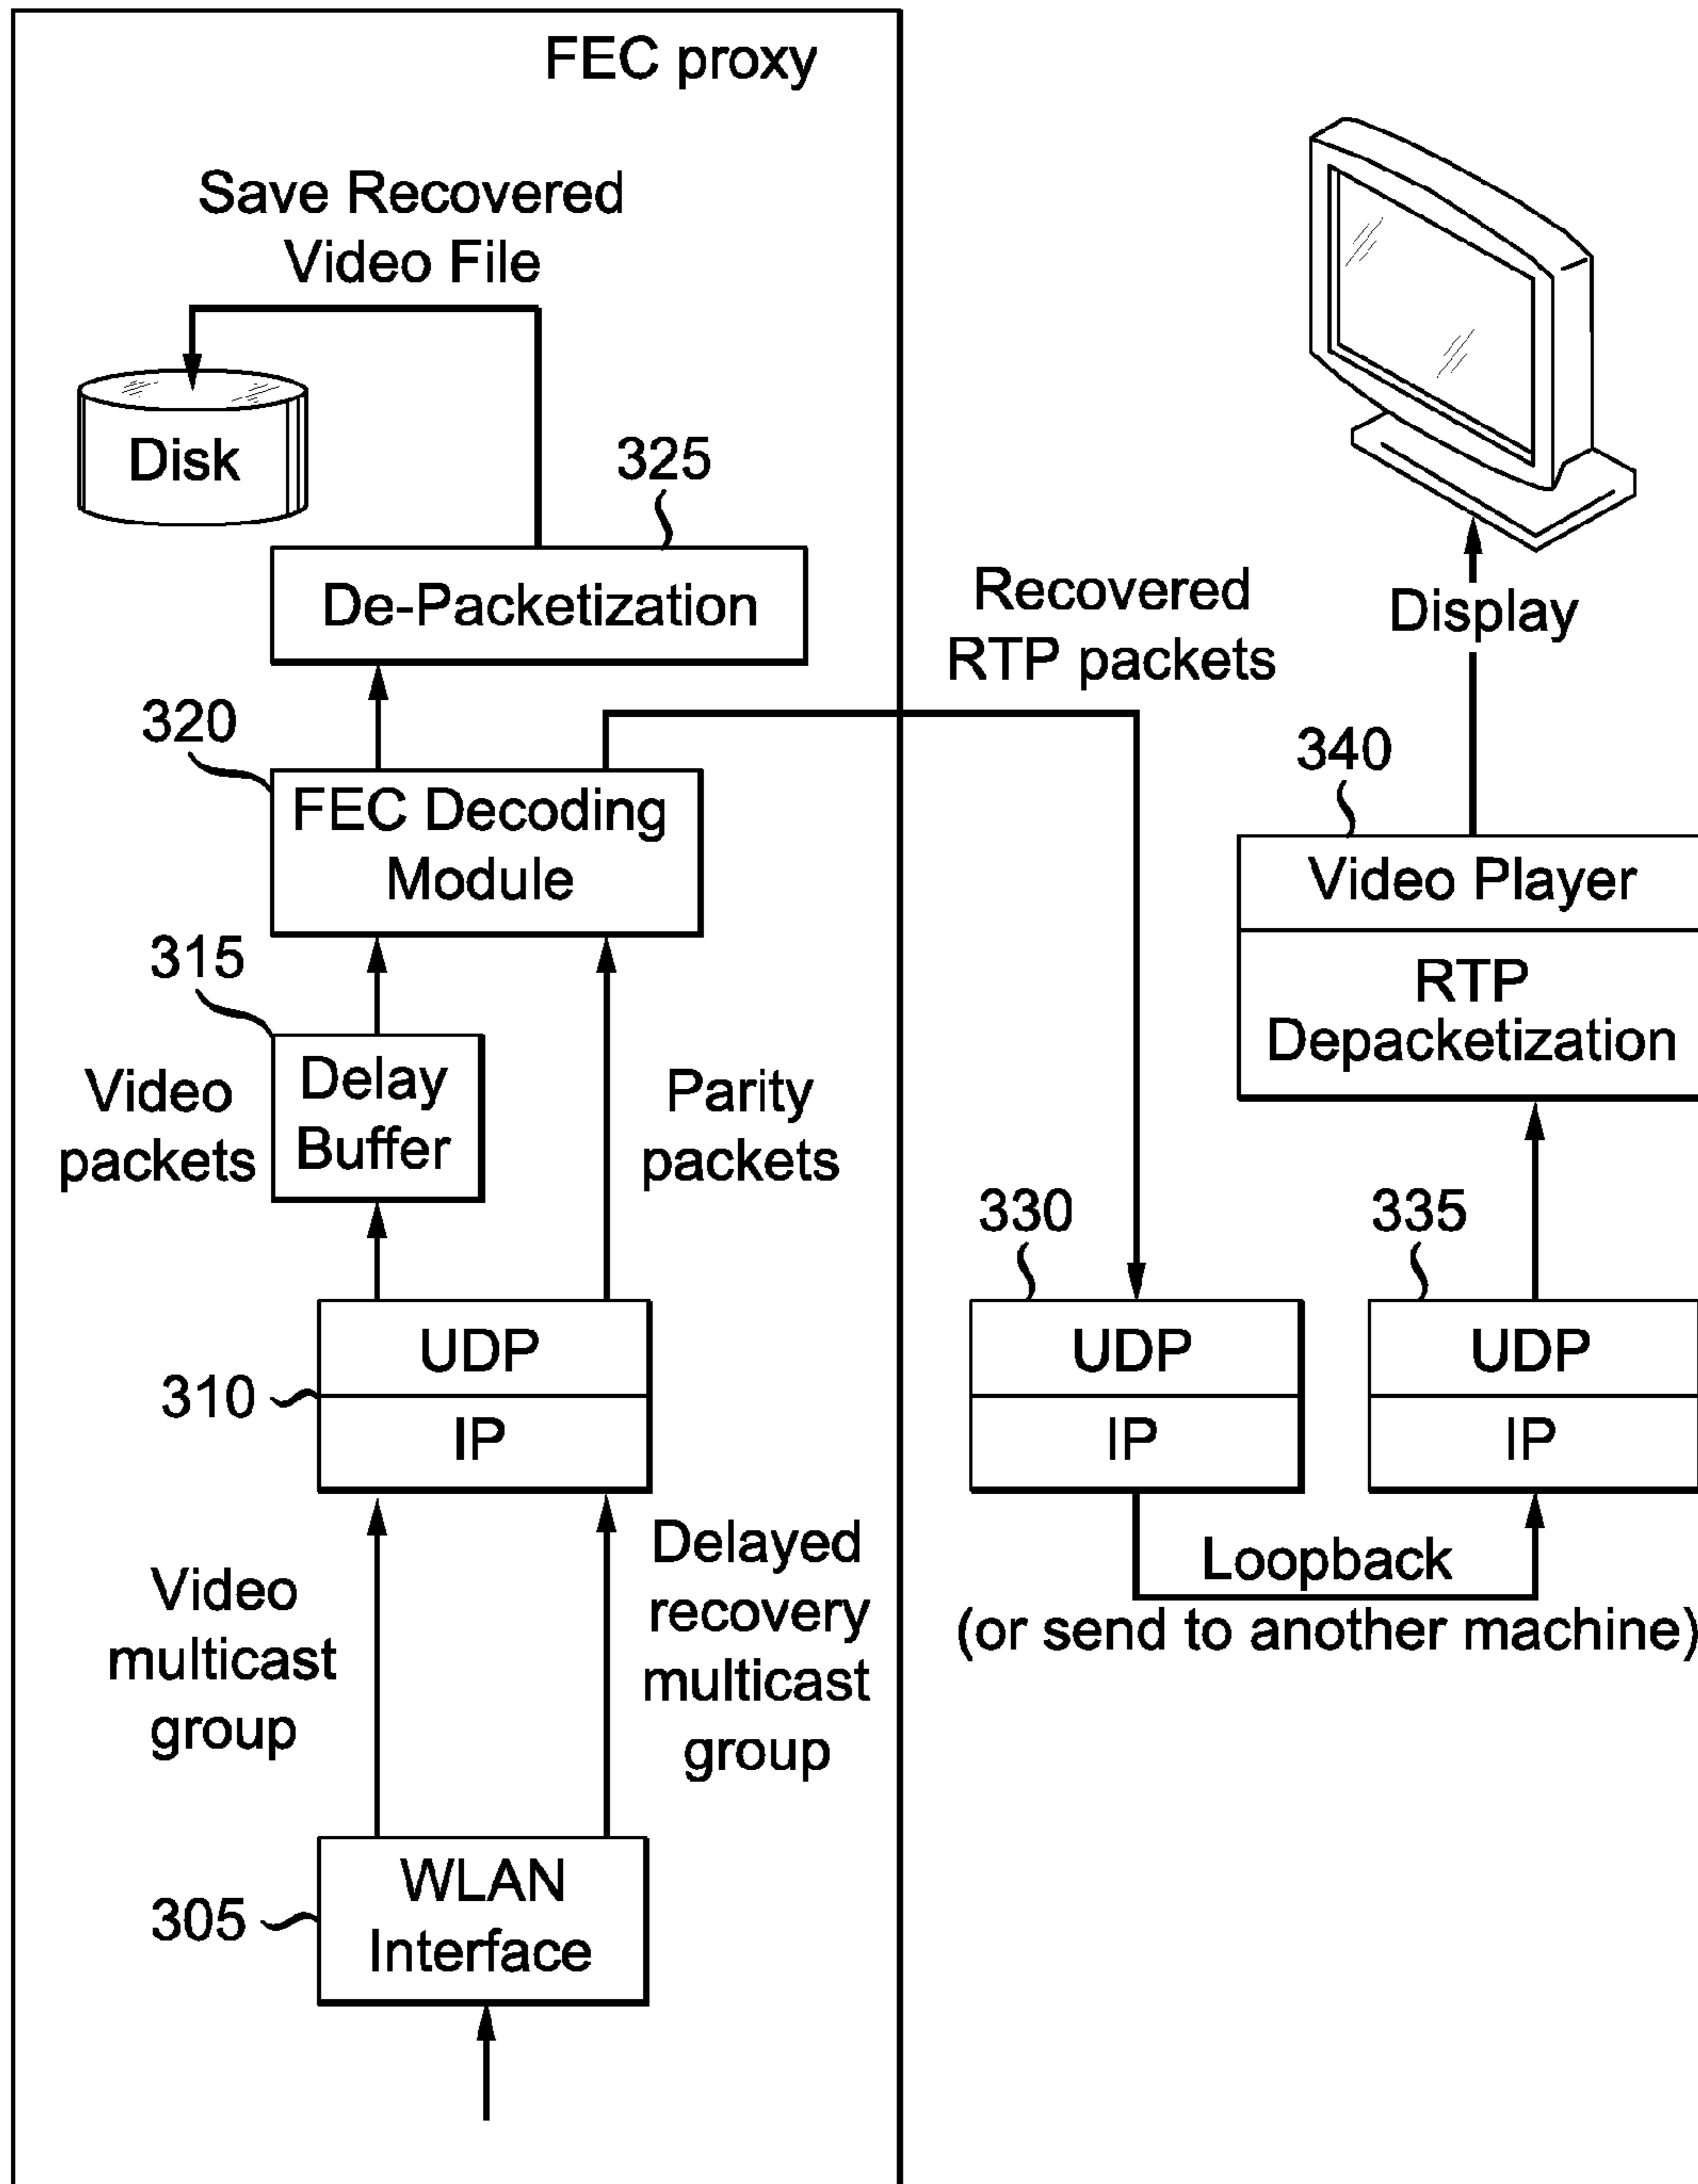 FEC proxy
Save Recovered
Video File
Disk
325
De-Packetization
320
FEC Decoding
Module
315
Delay
Buffer
Video
packets
Parity
packets
UDP
310
IP
Video
multicast
group
Delayed
recovery
multicast
group
WLAN
Interface
305
Recovered
RTP packets
Display
340
Video Player
RTP
Depacketization
330
335
UDP
IP
UDP
IP
Loopback
(or send to another machine)